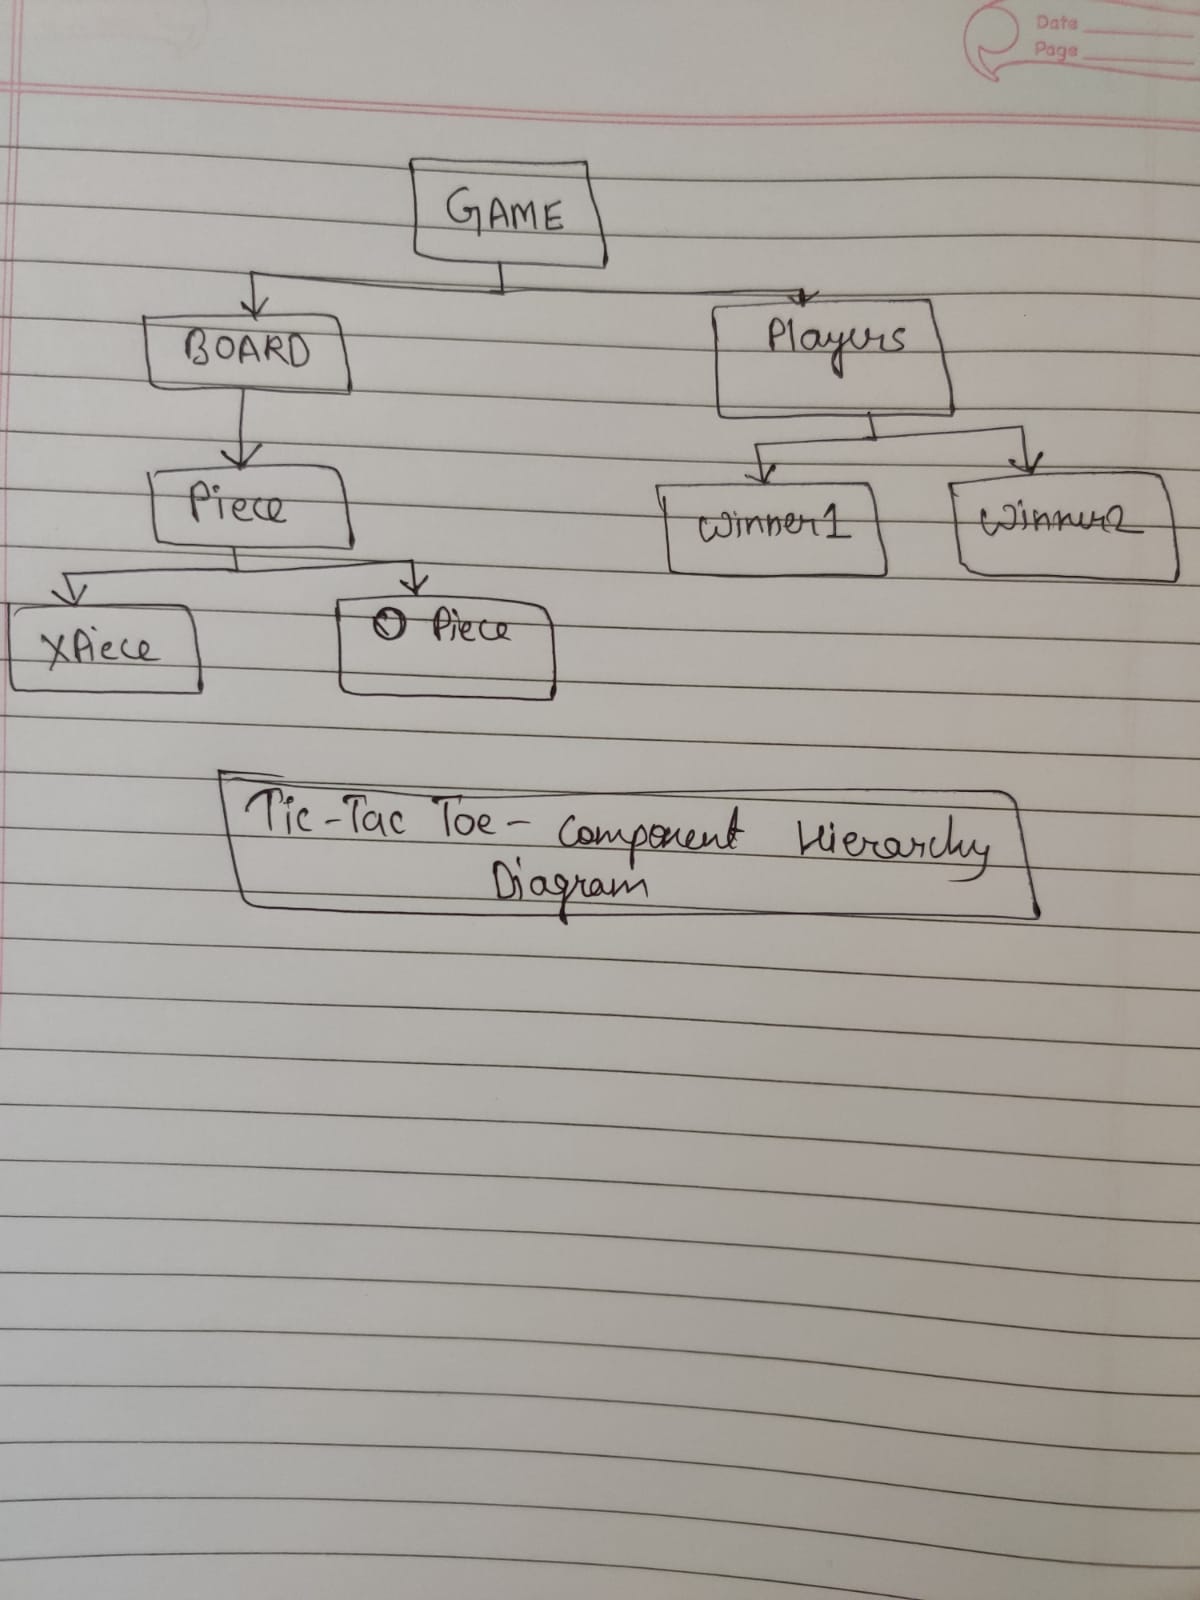 Date
Page
GAME
BOARD
Players
Piece
Winner1
Winner2
XPiece
O Piece
Tic-Tac Toe - Component Hierarchy
Diagram